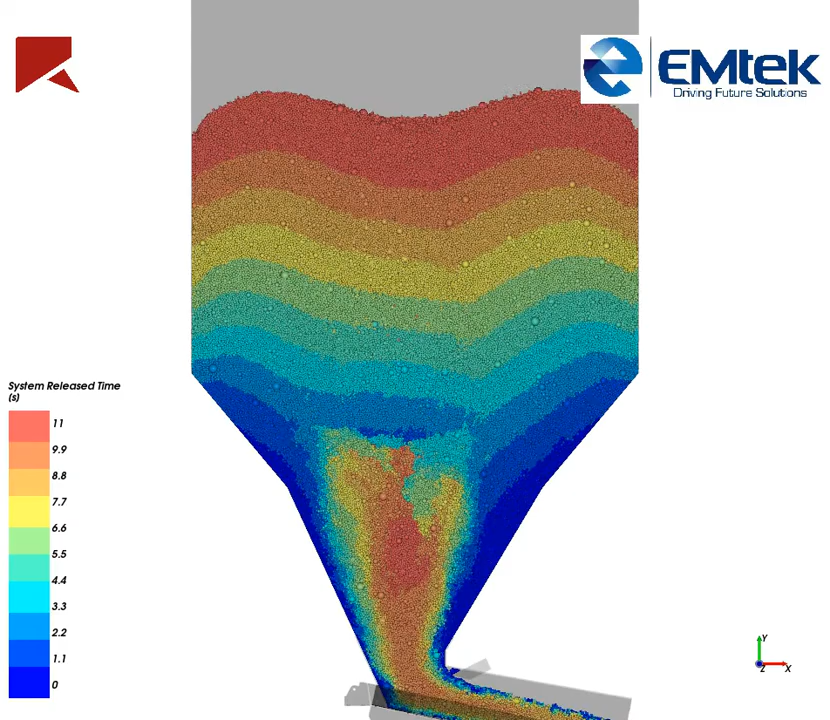 EMtek
Driving Future Solutions
System Released Time
(s)
11
9.9
8.8
7.7
6.6
5.5
4.4
3.3
2.2
1.1
0
Y
Z
X